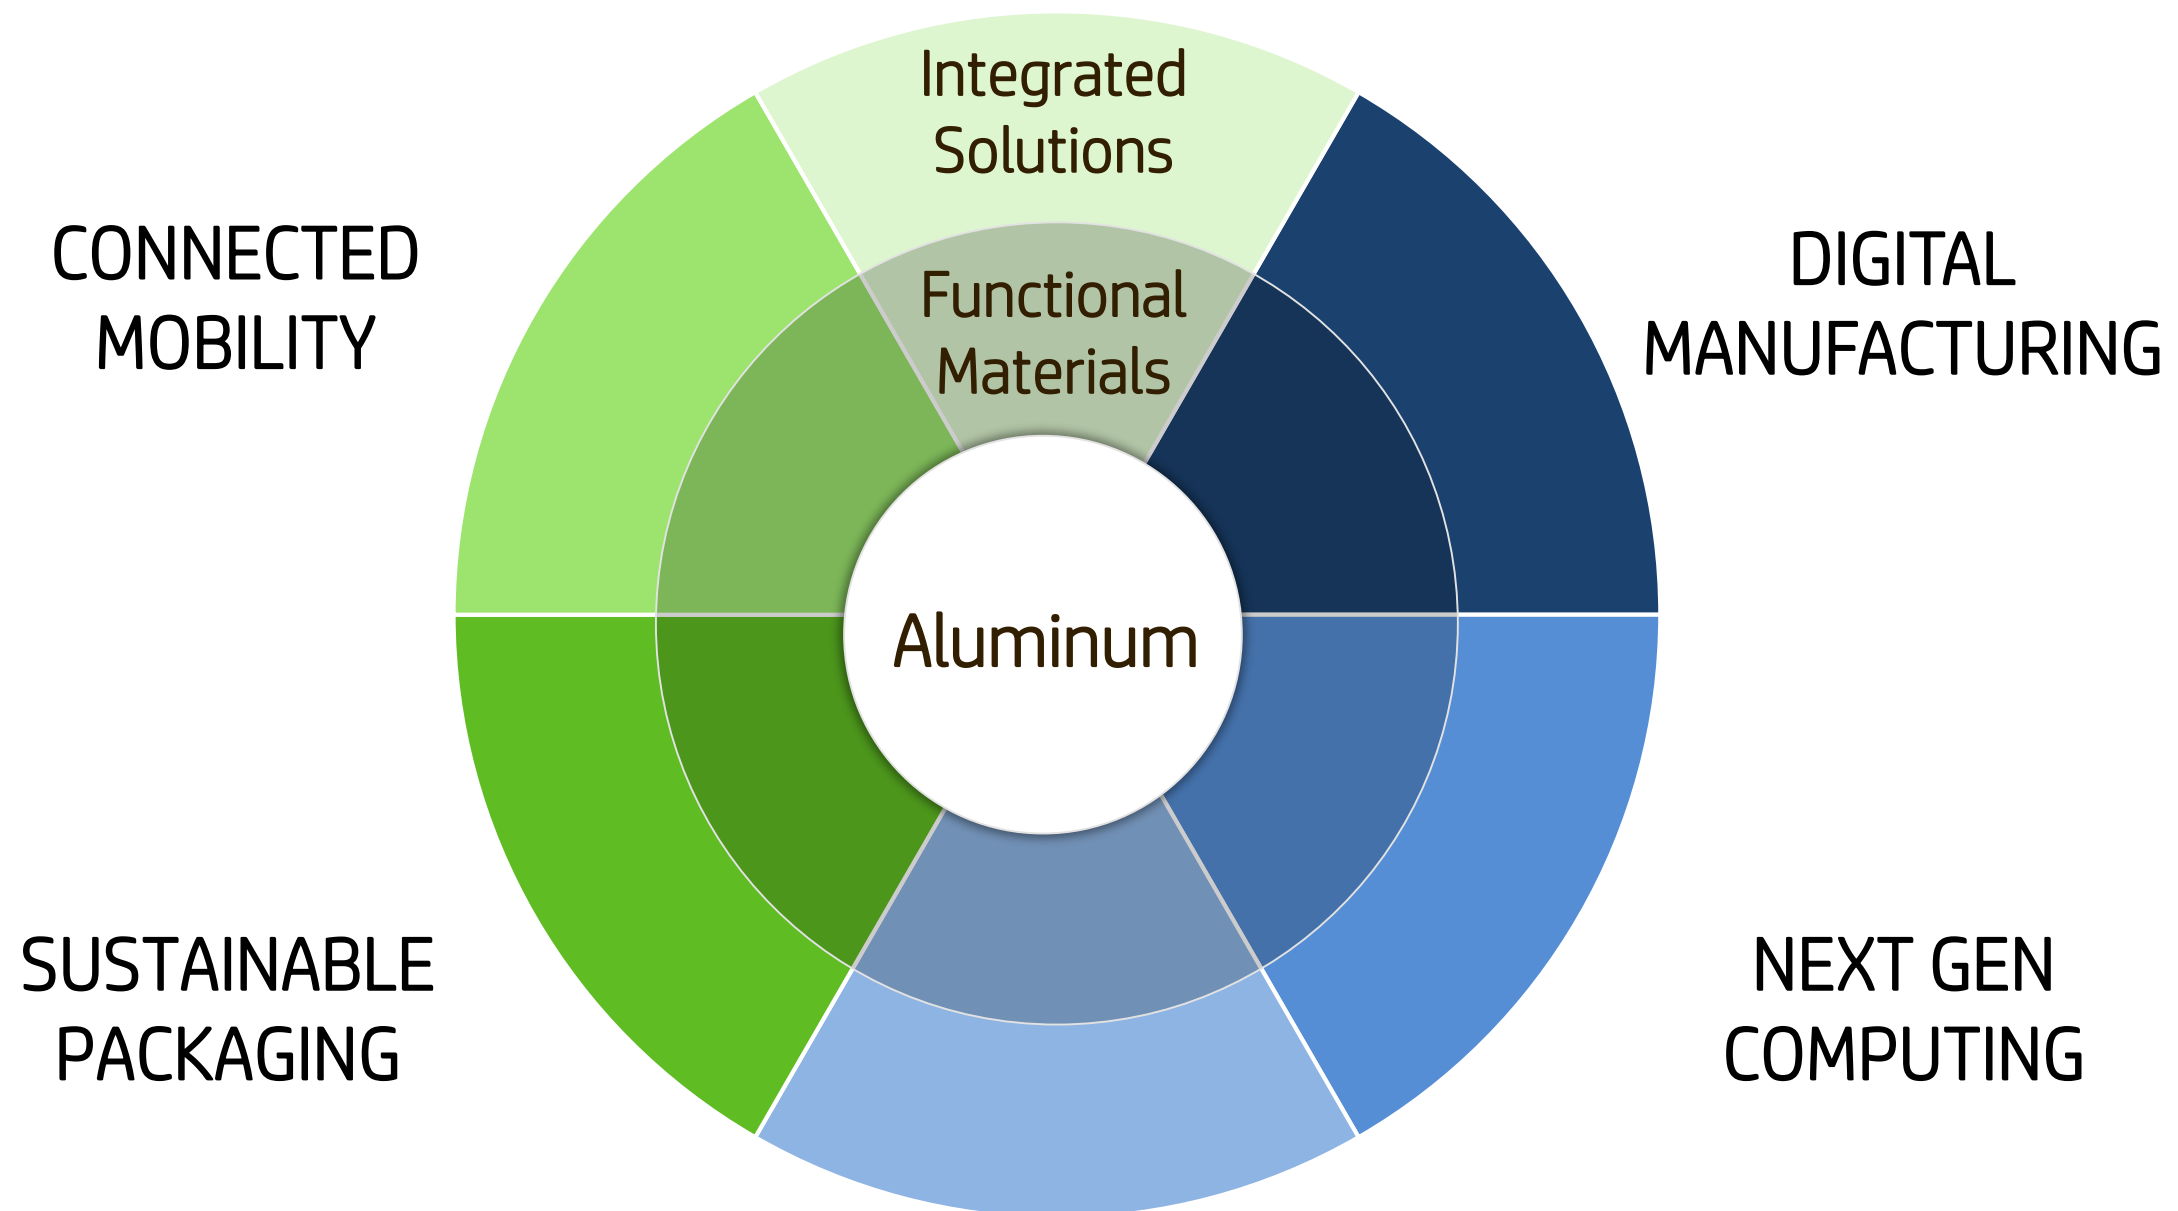 Integrated
Solutions
Functional
Materials
Aluminum
CONNECTED
MOBILITY
DIGITAL
MANUFACTURING
SUSTAINABLE
PACKAGING
NEXT GEN
COMPUTING